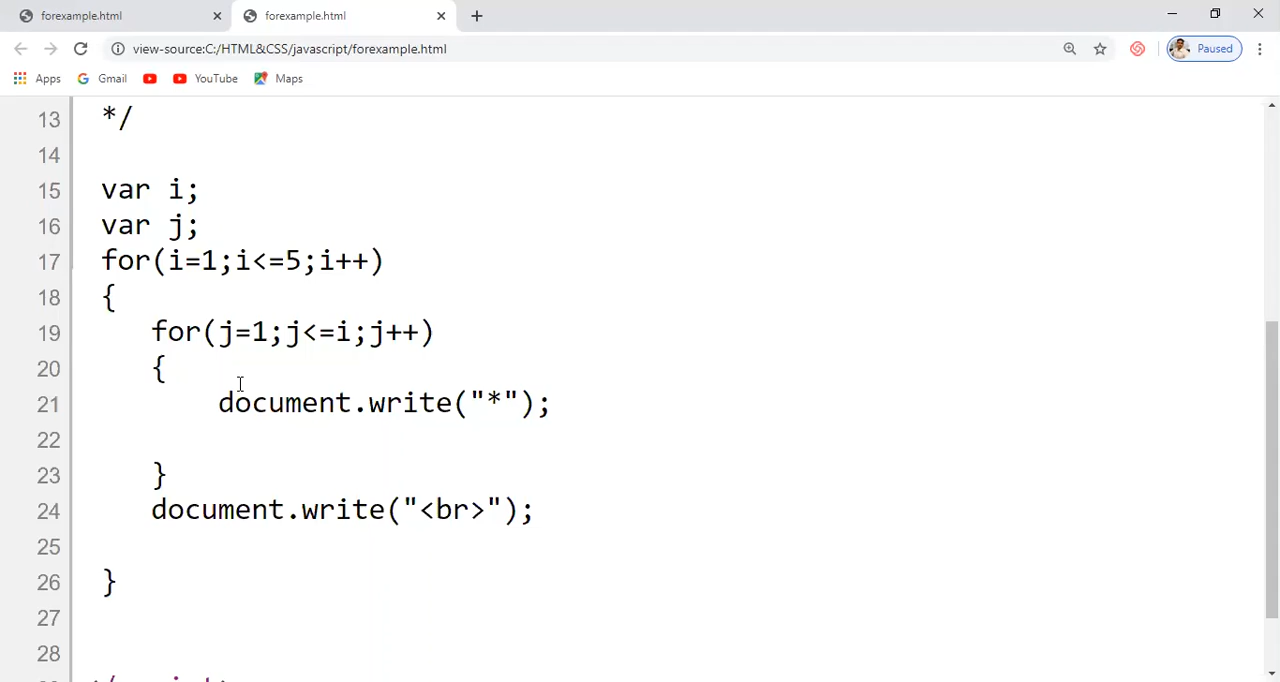 forexample.html
forexample.html
view-source:C:/HTML&CSS/javascript/forexample.html
Paused
Apps Gmail YouTube Maps
13 */
14
15 var i;
16 var j;
17 for(i=1;i<=5;i++)
18 {
19 for(j=1;j<=i;j++)
20 {
21 document.write("*");
22
23 }
24 document.write("<br>");
25
26 }
27
28